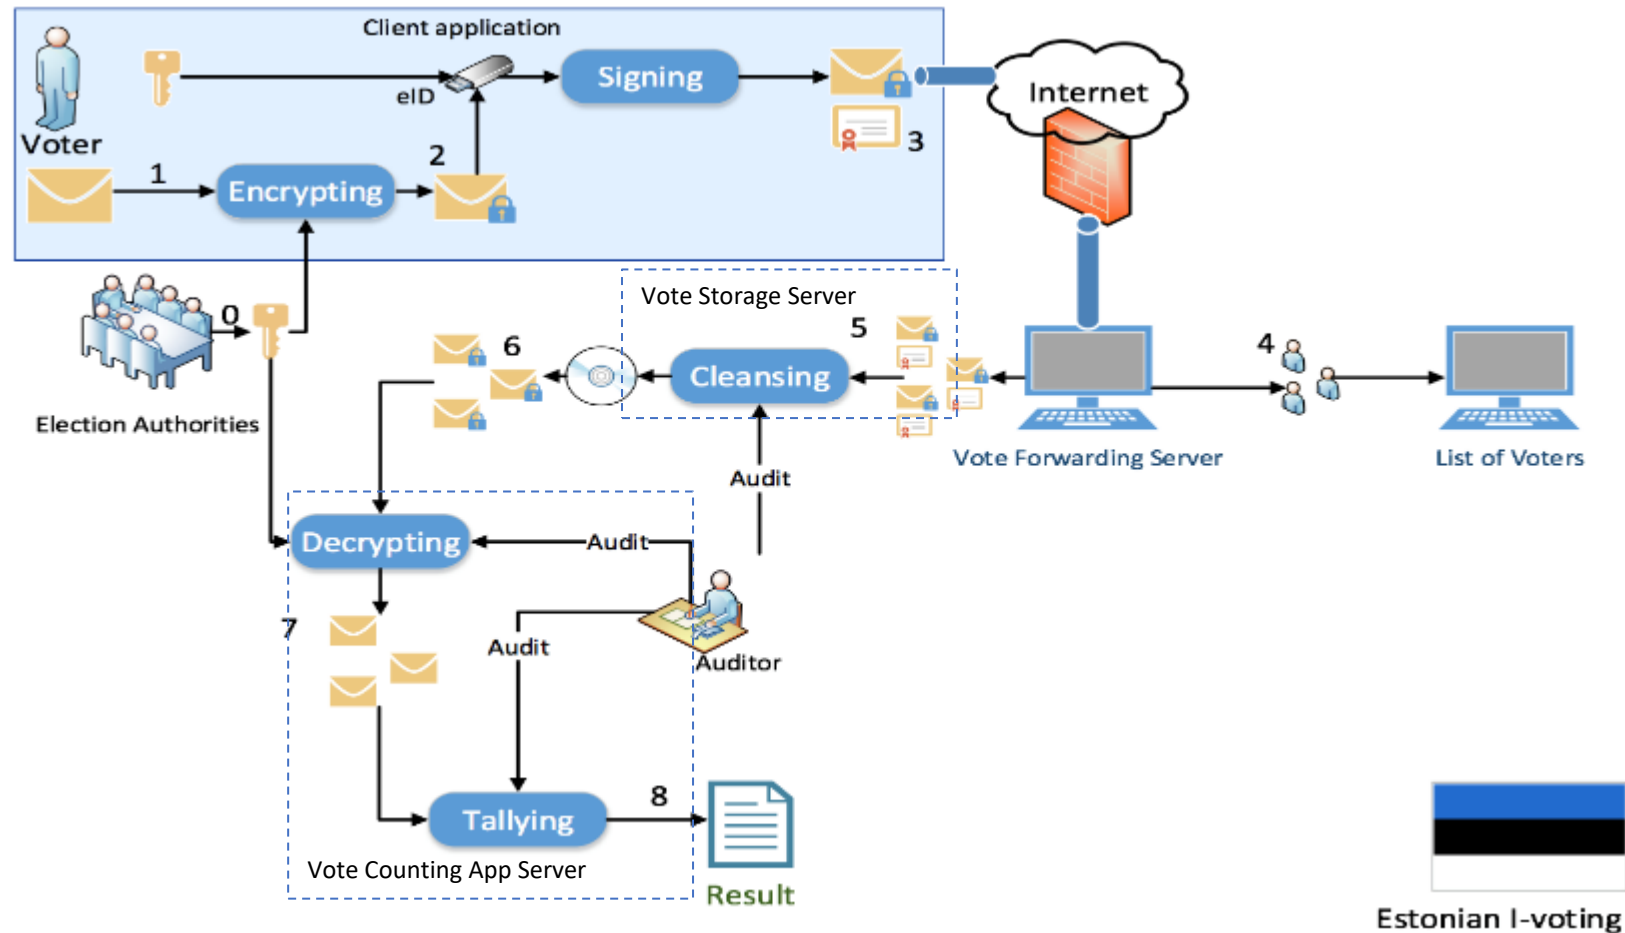 Client application
Signing
eID
Internet
Voter
3
1
2
Encrypting
Vote Storage Server
0
5
4
6
Cleansing
Election Authorities
Vote Forwarding Server
List of Voters
Audit
Decrypting
Audit
7
Audit
Auditor
8
Tallying
Vote Counting App Server
Result
Estonian I-voting